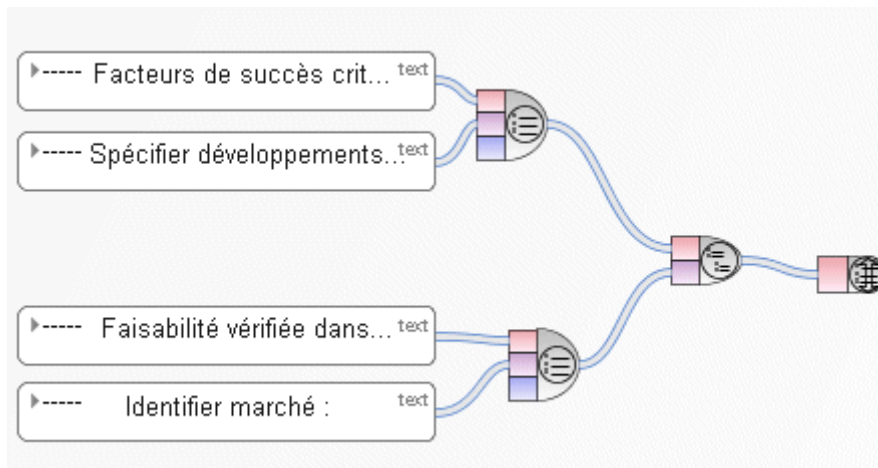 ----- Facteurs de succès crit... text
----- Spécifier développements... text
----- Faisabilité vérifiée dans... text
----- Identifier marché : text